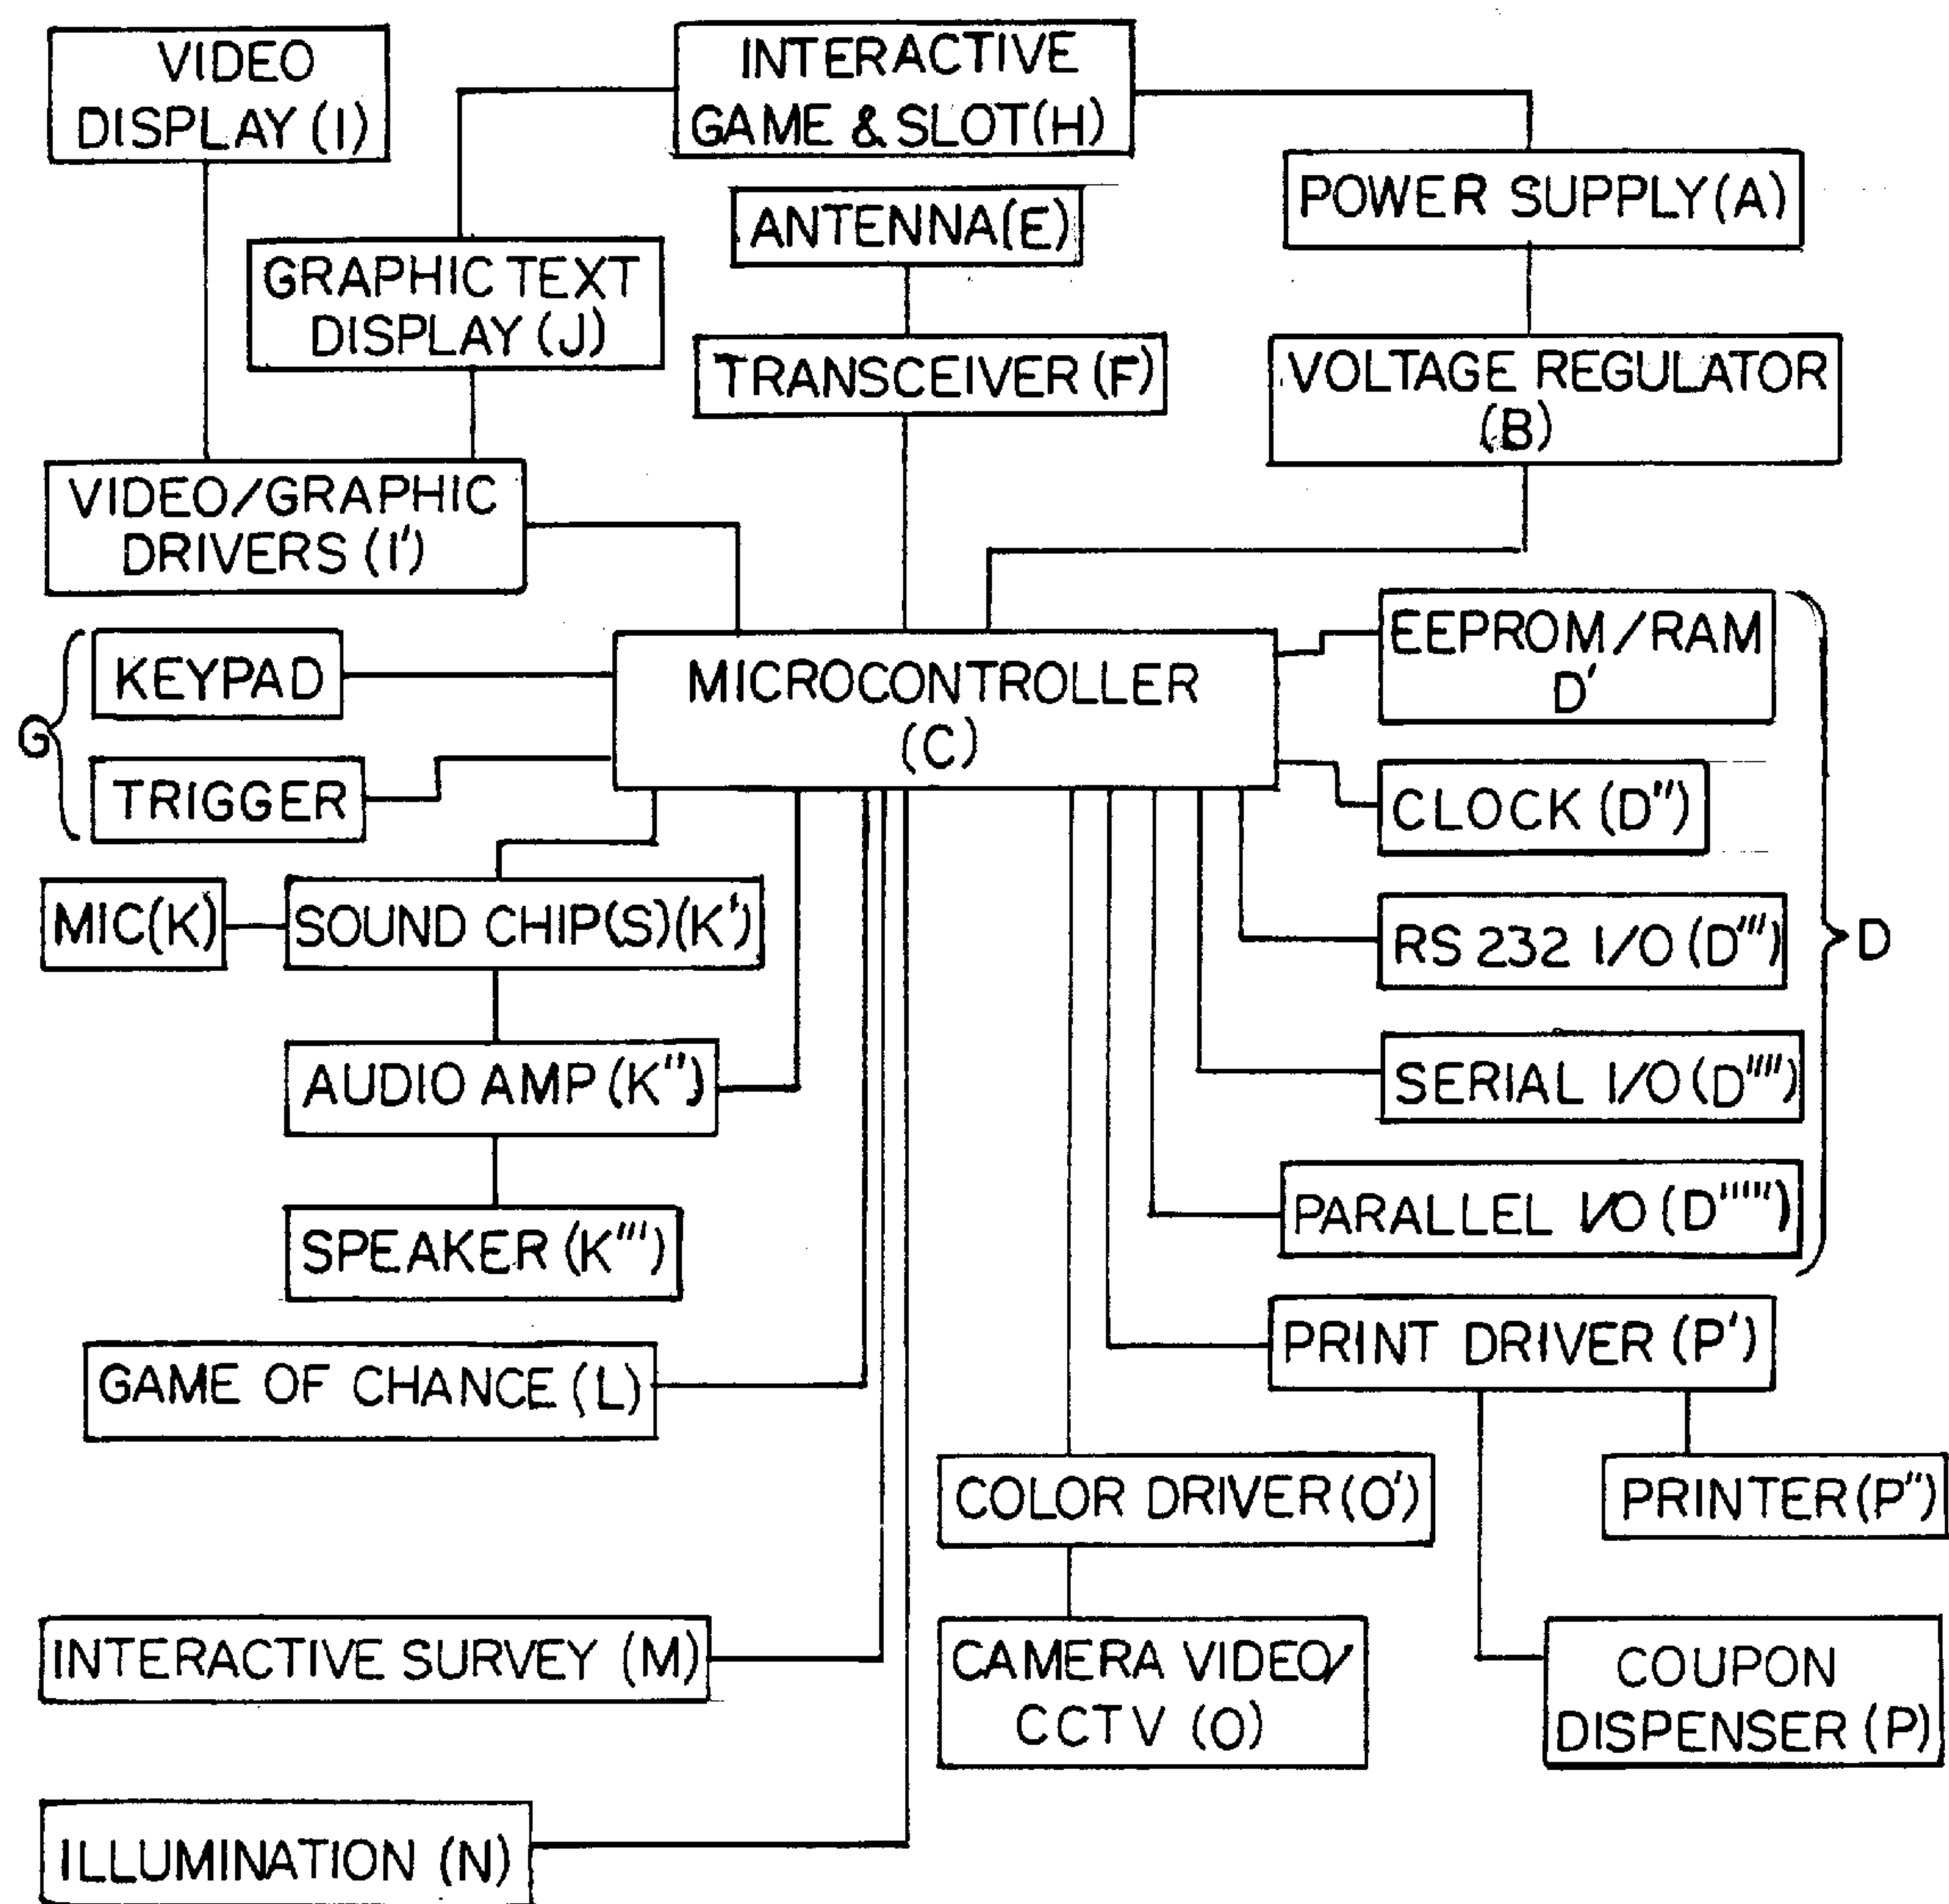 VIDEO
DISPLAY (I)
INTERACTIVE
GAME & SLOT(H)
POWER SUPPLY(A)
ANTENNA(E)
GRAPHIC TEXT
DISPLAY (J)
TRANSCEIVER (F)
VOLTAGE REGULATOR
(B)
VIDEO/GRAPHIC
DRIVERS (I')
EEPROM/RAM
D'
KEYPAD
MICROCONTROLLER
(C)
G
TRIGGER
CLOCK (D'')
MIC(K)
SOUND CHIP(S)(K')
RS 232 I/O (D''')
D
AUDIO AMP (K'')
SERIAL I/O (D'''')
SPEAKER (K''')
PARALLEL I/O (D''''')
GAME OF CHANCE (L)
PRINT DRIVER (P')
COLOR DRIVER (O')
PRINTER (P'')
INTERACTIVE SURVEY (M)
CAMERA VIDEO/
CCTV (O)
COUPON
DISPENSER (P)
ILLUMINATION (N)